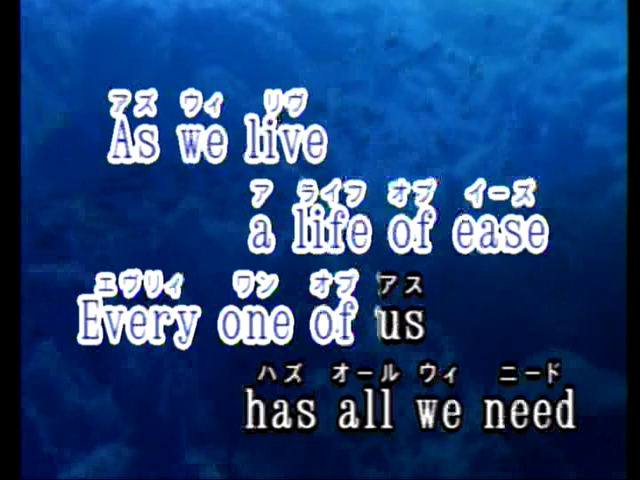 アズ ウィ リヴ
As we live
ア ライフ オブ イーズ
a life of ease
エヴリィ ワン オブ アス
Every one of us
ハズ オール ウィ ニード
has all we need